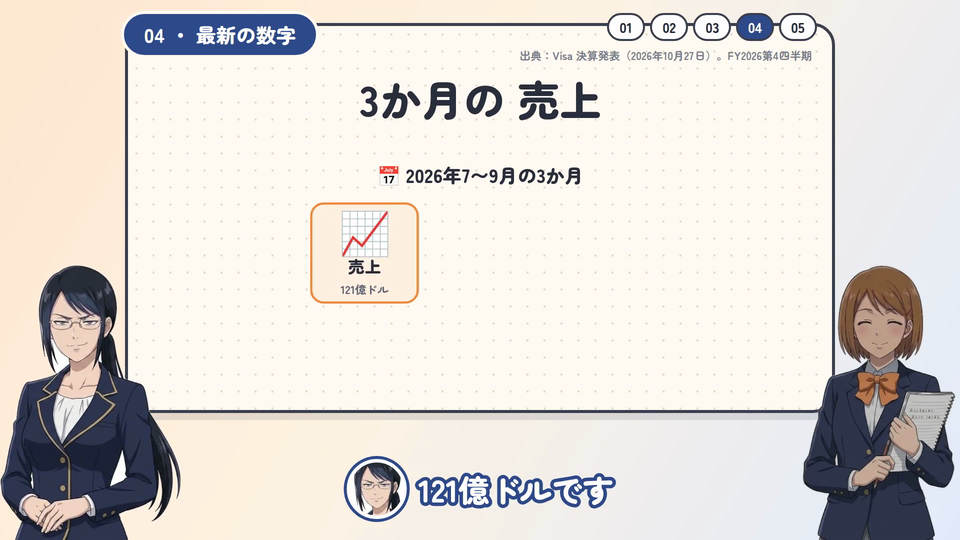 04 ・ 最新の数字
01 02 03 04 05
出典：Visa 決算発表（2026年10月27日）。FY2026第4四半期
3か月の 売上
July
17
2026年7〜9月の3か月
売上
121億ドル
121億ドルです